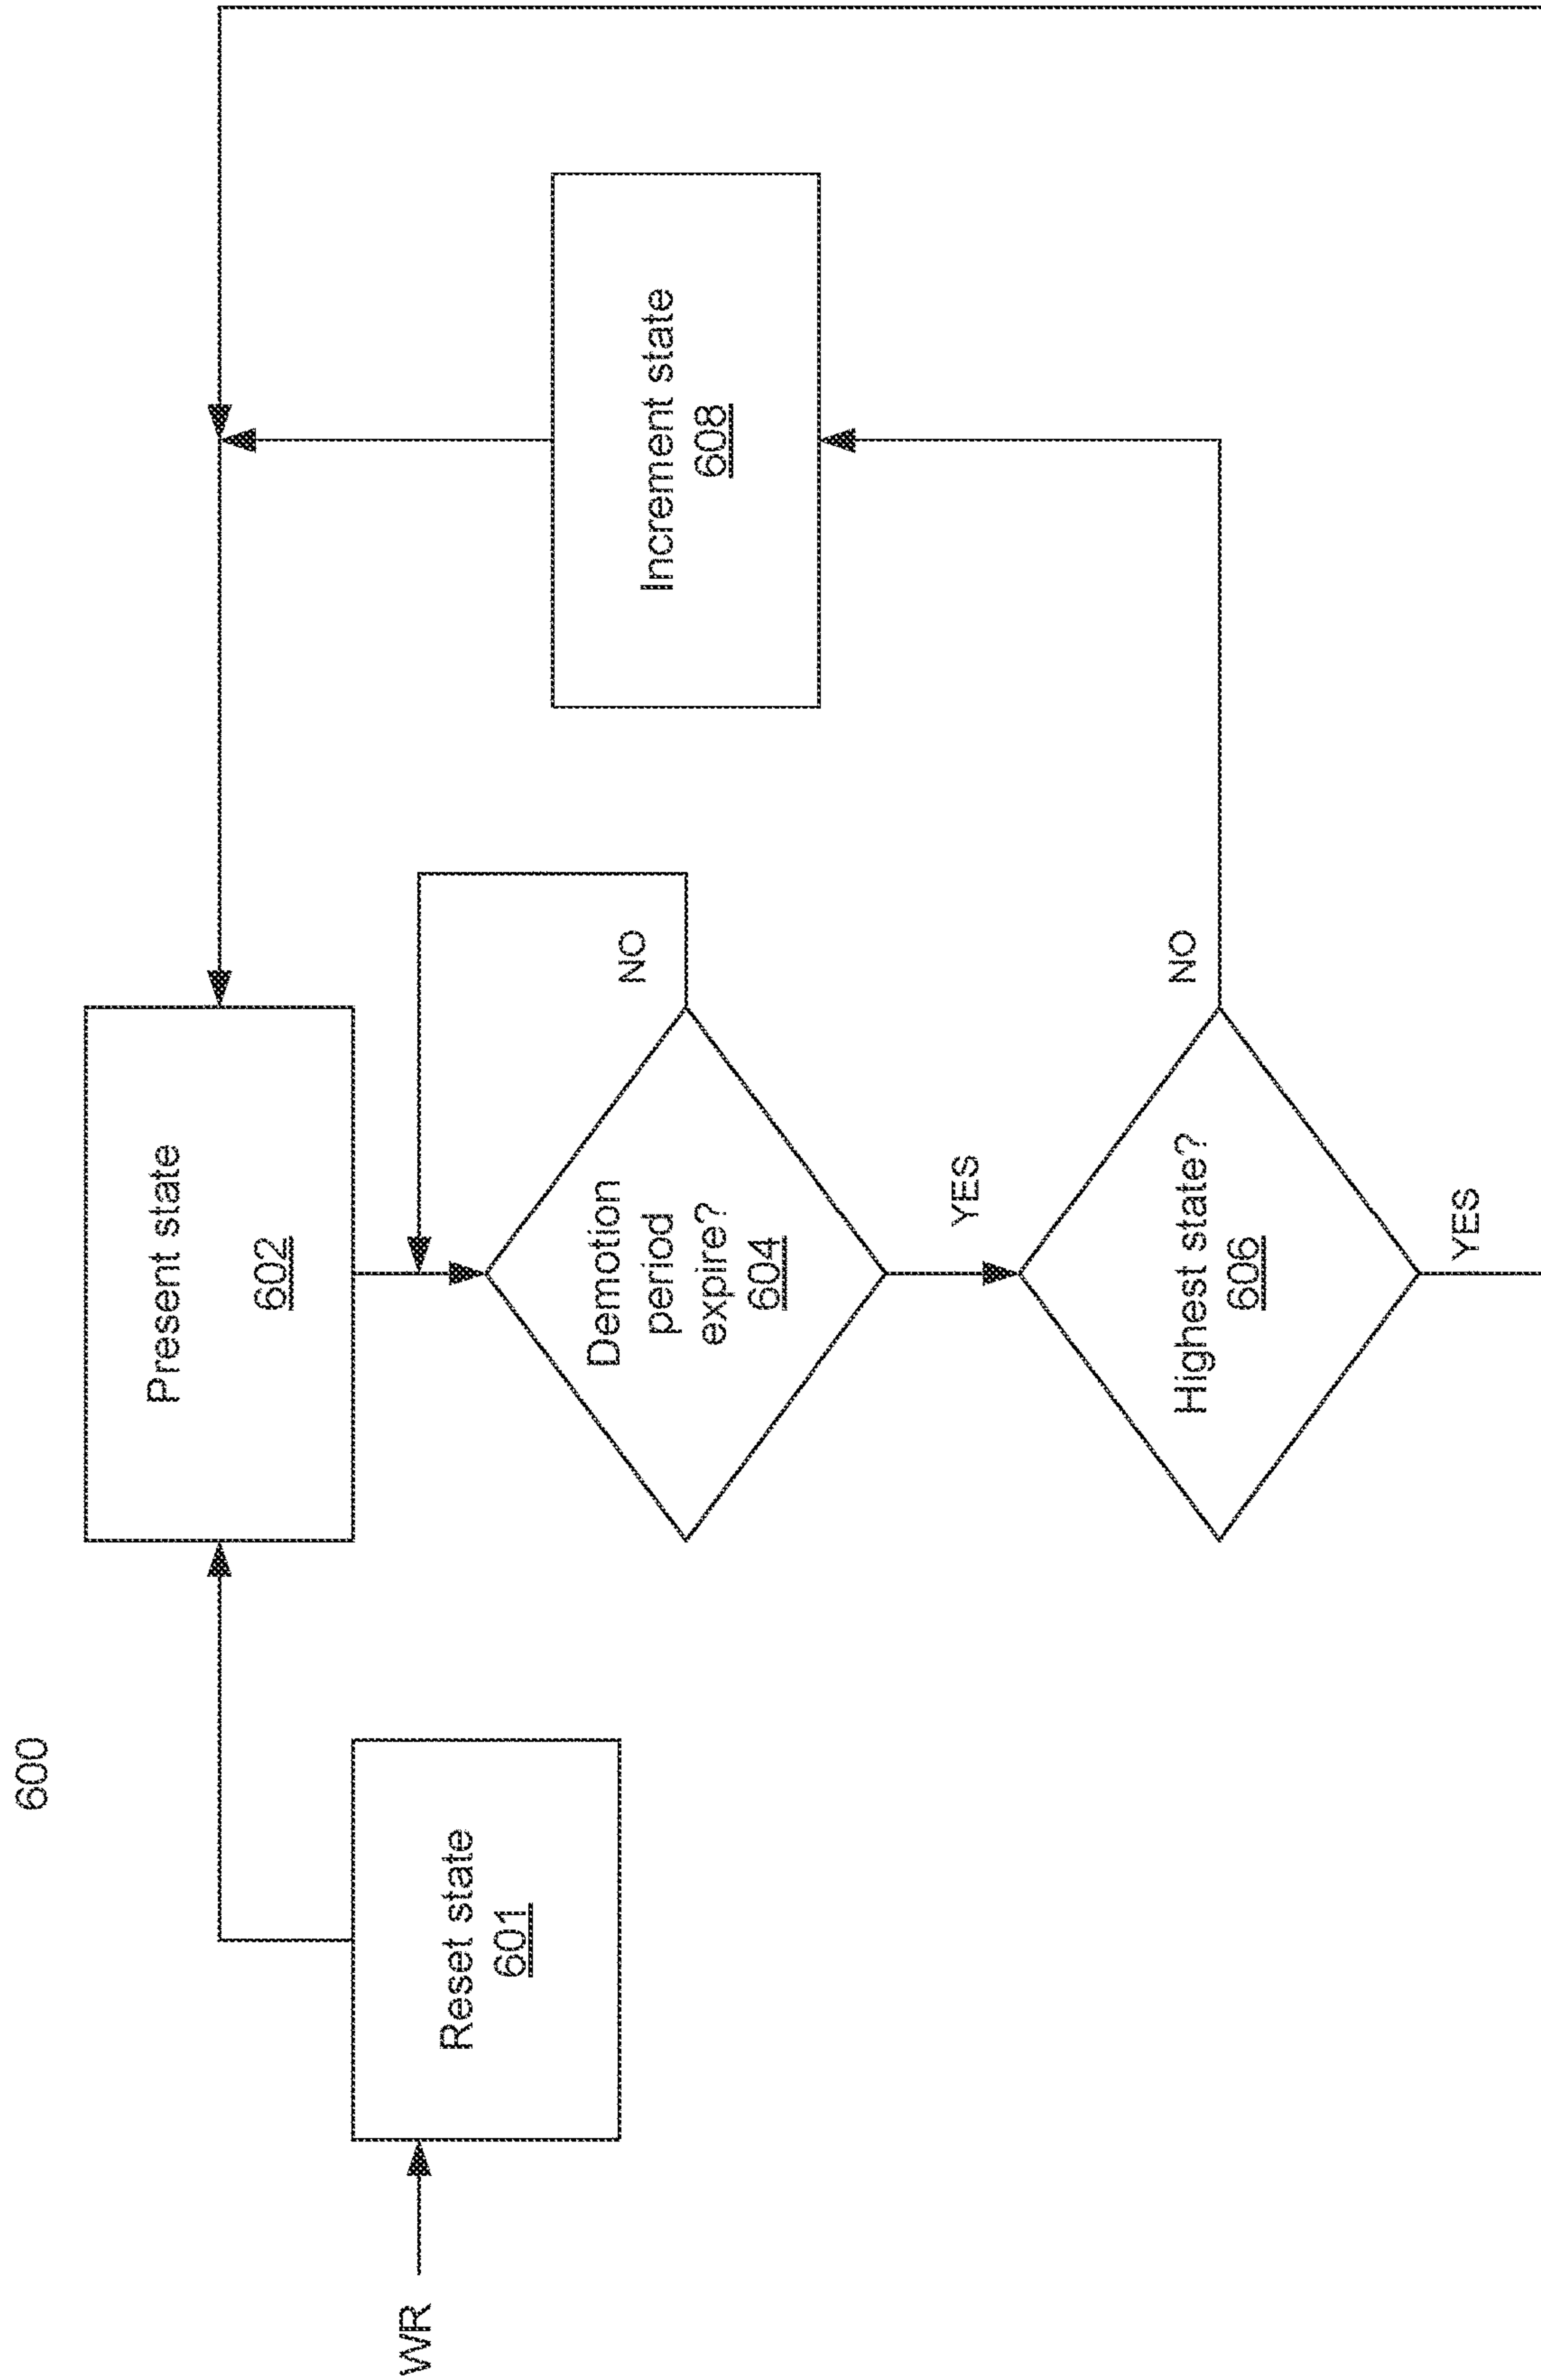 600
WR
Reset state
601
Present state
602
Demotion
period
expire?
604
NO
YES
Highest state?
606
NO
YES
Increment state
608